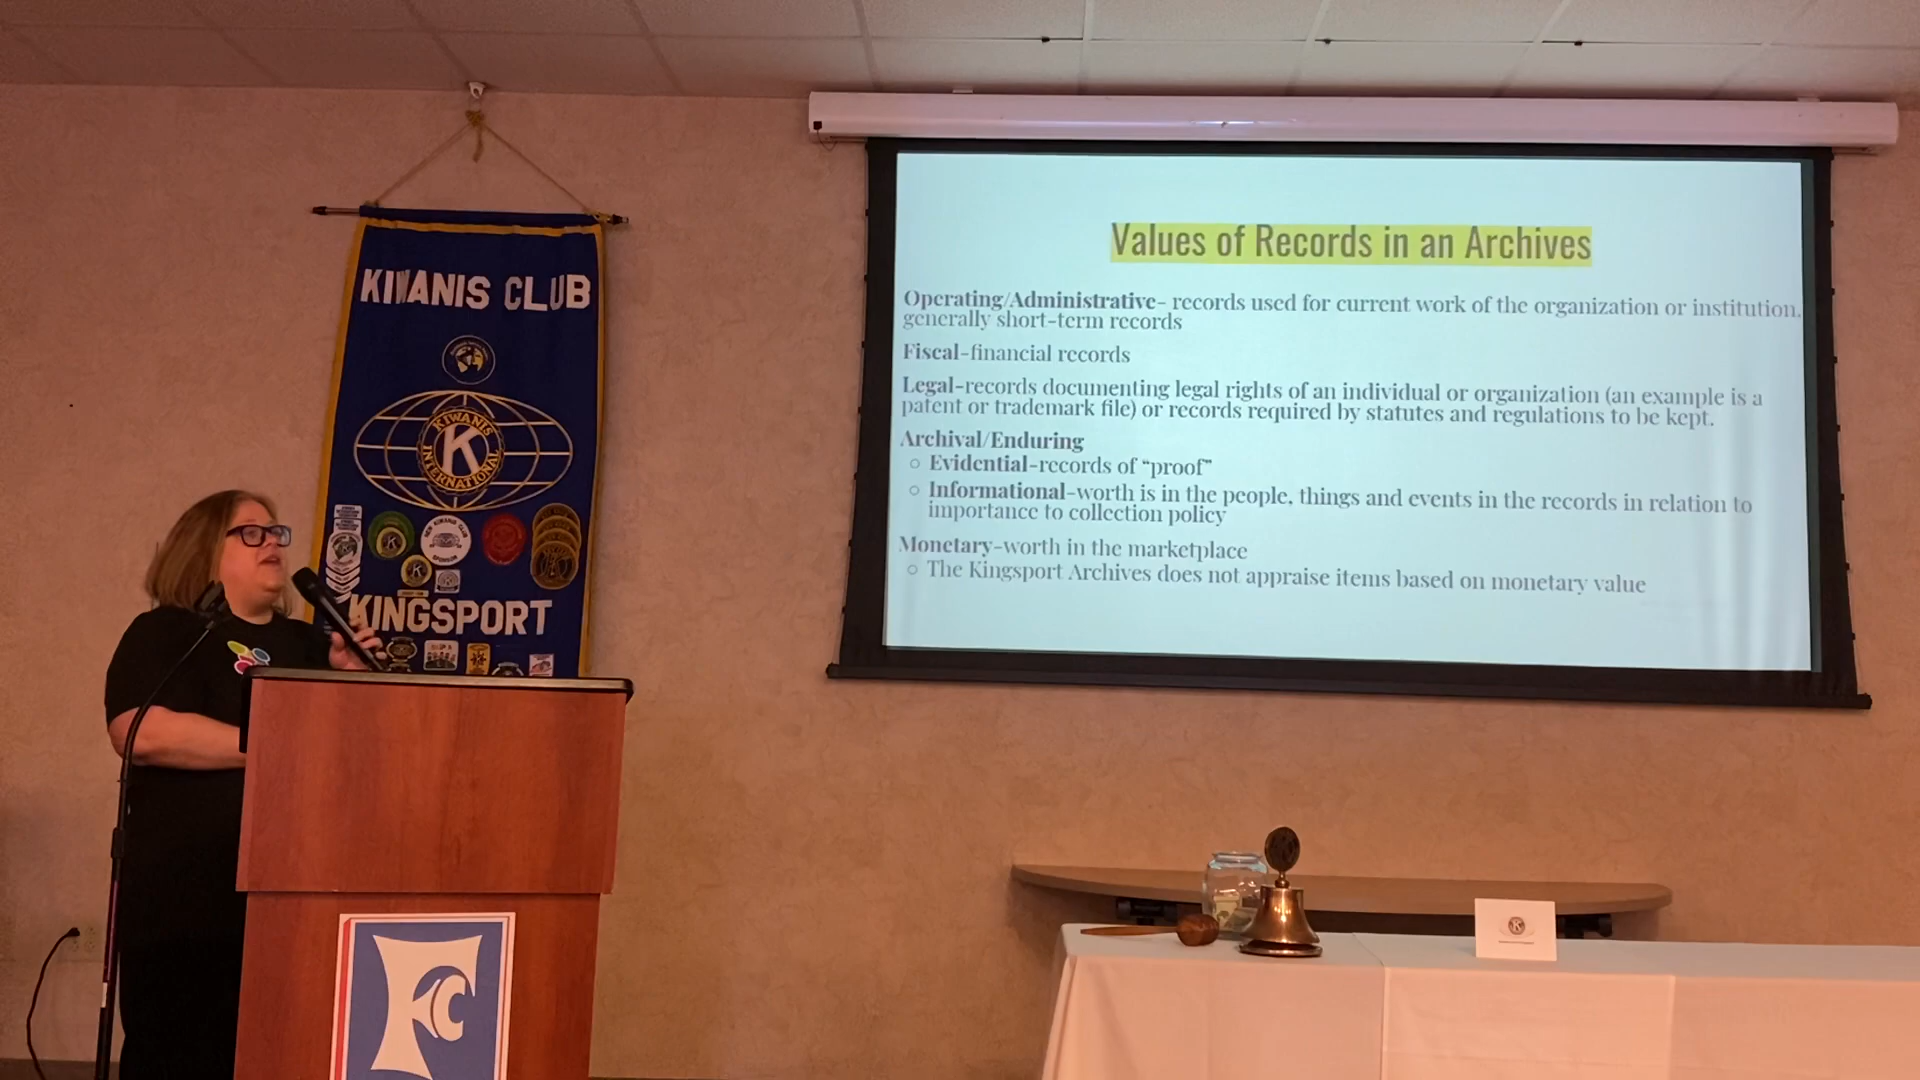 KIWANIS CLUB
KIWANIS
K
INTERNATIONAL
NEW KIWANIS CLUB
SPONSOR
KINGSPORT
KC
Values of Records in an Archives
Operating/Administrative- records used for current work of the organization or institution,
generally short-term records
Fiscal-financial records
Legal-records documenting legal rights of an individual or organization (an example is a
patent or trademark file) or records required by statutes and regulations to be kept.
Archival/Enduring
○ Evidential-records of “proof”
○ Informational-worth is in the people, things and events in the records in relation to
importance to collection policy
Monetary-worth in the marketplace
○ The Kingsport Archives does not appraise items based on monetary value